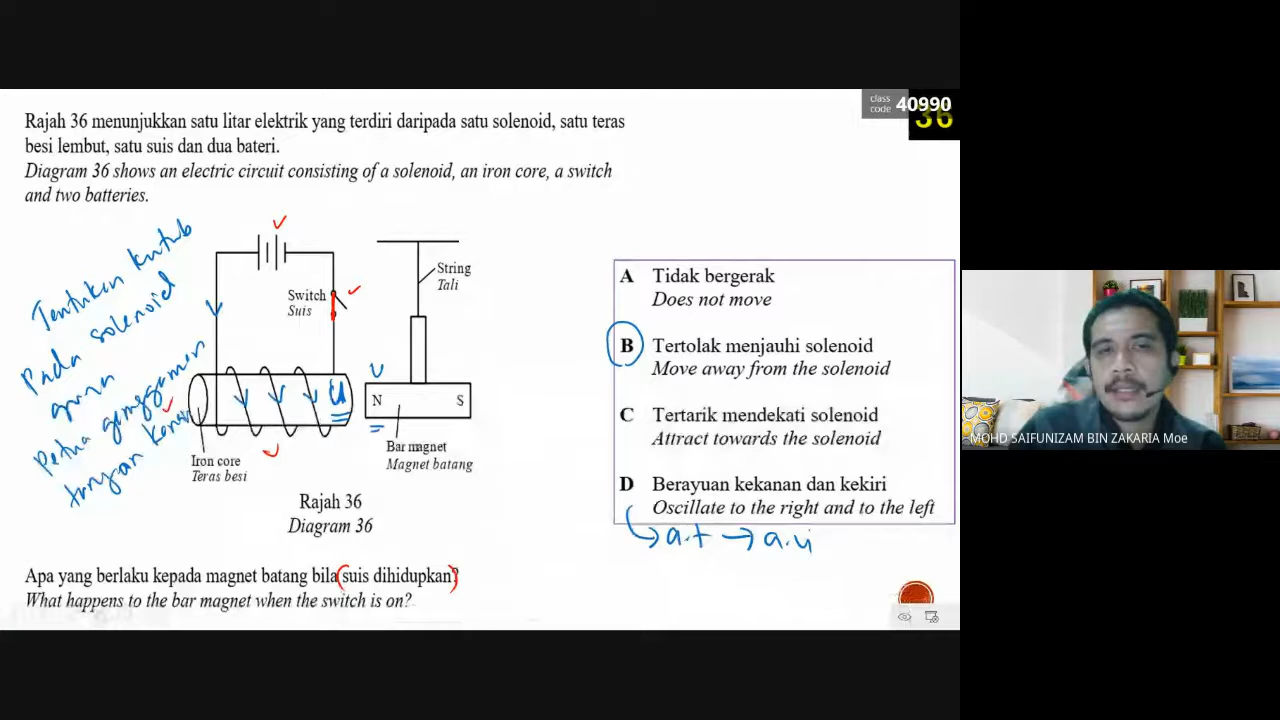 class
code 40990
36
Rajah 36 menunjukkan satu litar elektrik yang terdiri daripada satu solenoid, satu teras
besi lembut, satu suis dan dua bateri.
Diagram 36 shows an electric circuit consisting of a solenoid, an iron core, a switch
and two batteries.
Tentukan kutub
pada solenoid
guna
petua genggaman
tangan kanan
Switch
Suis
String
Tali
U
U
N
S
Iron core
Teras besi
Bar magnet
Magnet batang
Rajah 36
Diagram 36
A Tidak bergerak
Does not move
B Tertolak menjauhi solenoid
Move away from the solenoid
C Tertarik mendekati solenoid
Attract towards the solenoid
D Berayuan kekanan dan kekiri
Oscillate to the right and to the left
a.t → a.u
Apa yang berlaku kepada magnet batang bila (suis dihidupkan?)
What happens to the bar magnet when the switch is on?
MOHD SAIFUNIZAM BIN ZAKARIA Moe